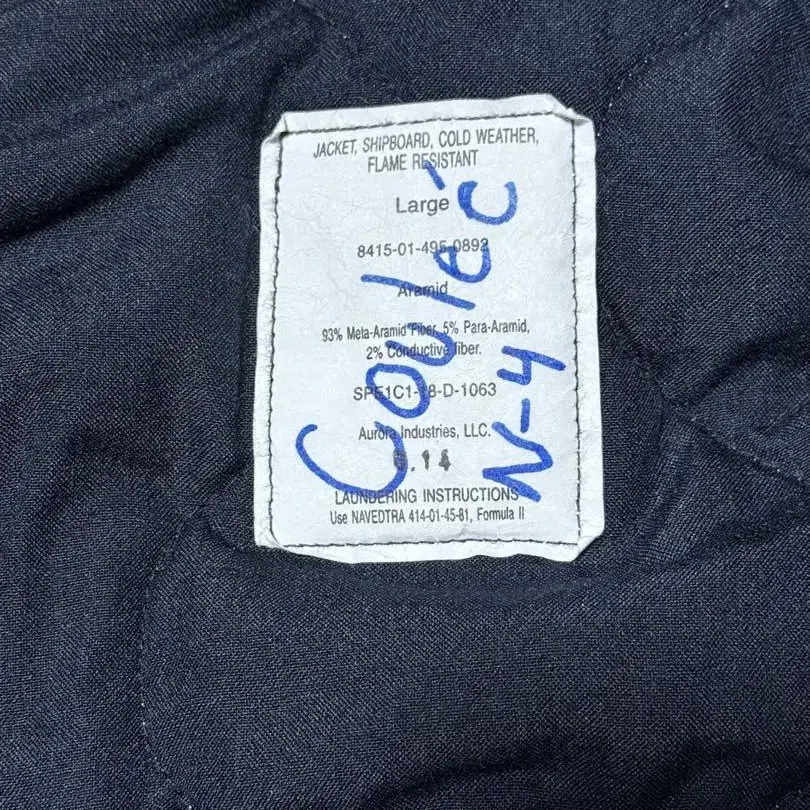 JACKET, SHIPBOARD, COLD WEATHER,
FLAME RESISTANT
Large
8415-01-495-0892
Aramid
93% Meta-Aramid Fiber, 5% Para-Aramid,
2% Conductive fiber.
SPE1C1-18-D-1063
Aurora Industries, LLC.
.14
LAUNDERING INSTRUCTIONS
Use NAVEDTRA 414-01-45-81, Formula II
N-4